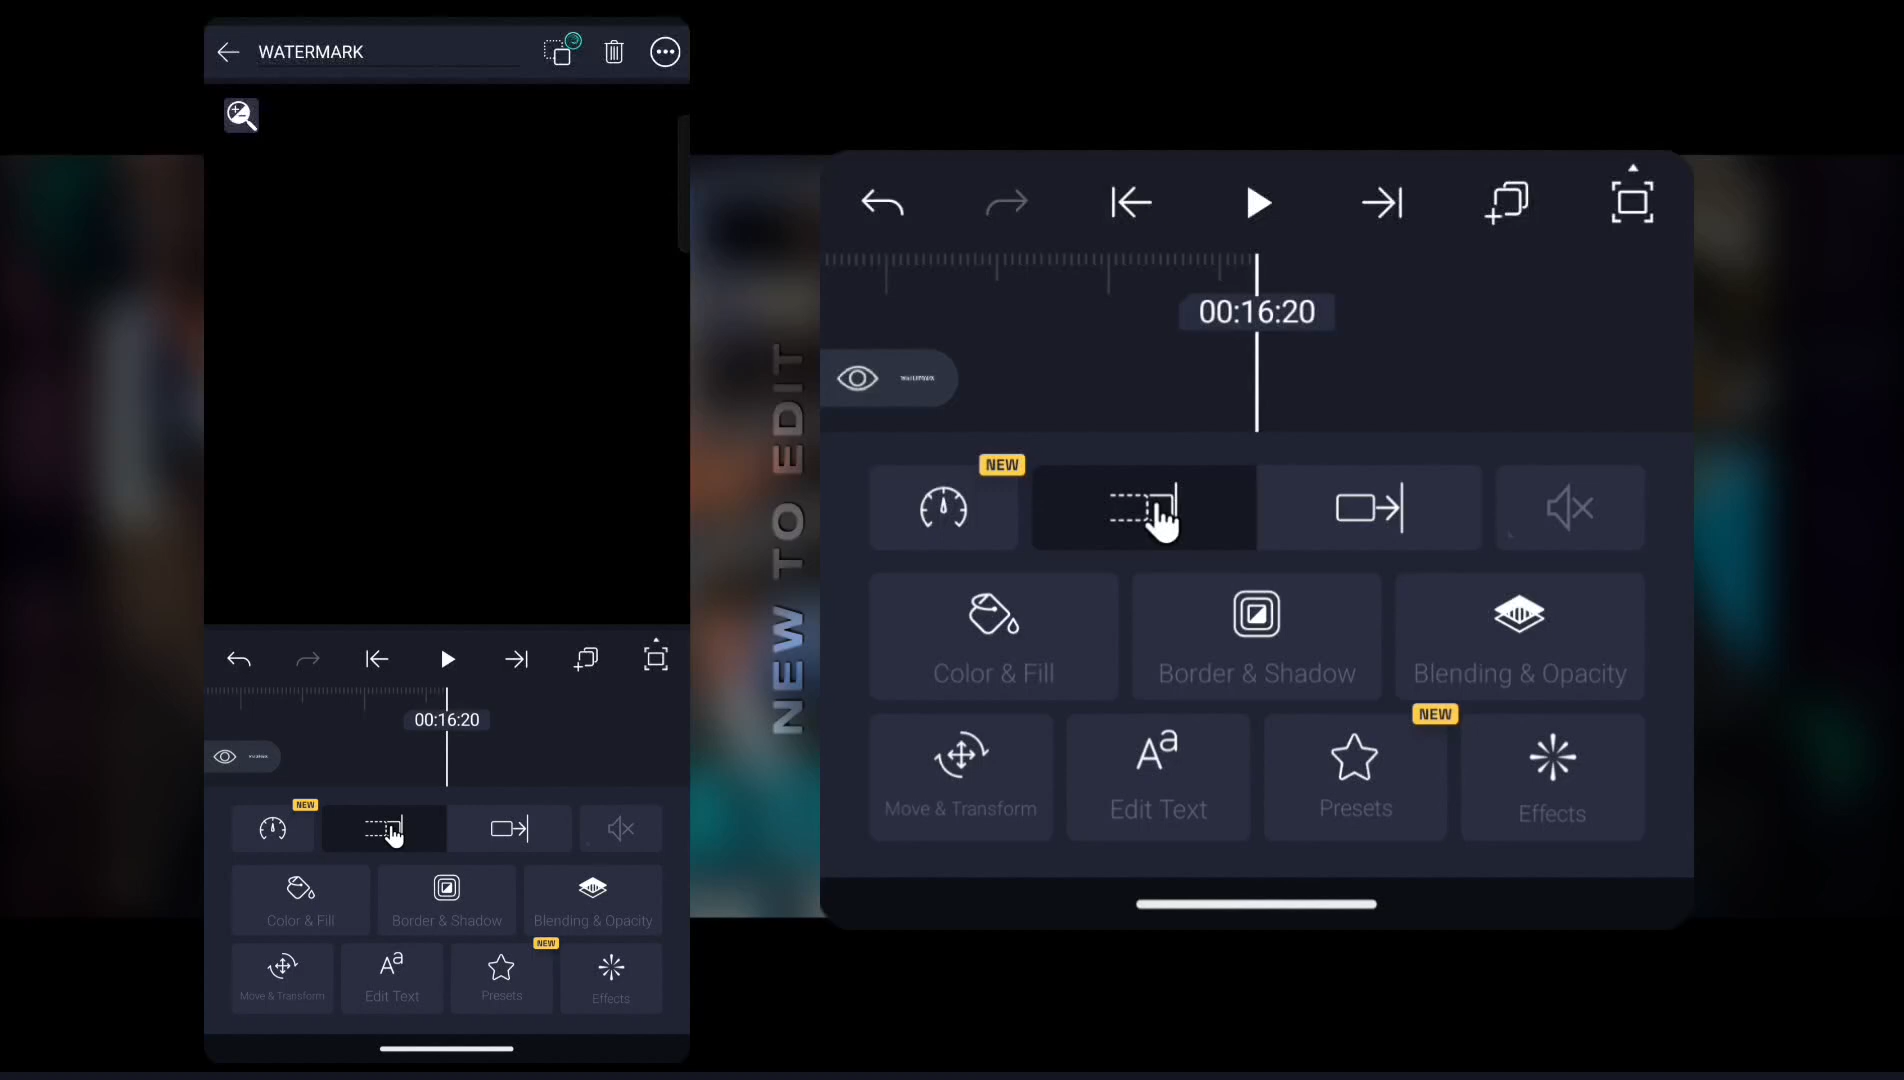 WATERMARK
00:16:20
NEW
Color & Fill
Border & Shadow
Blending & Opacity
NEW
Move & Transform
Edit Text
Presets
Effects
NEW TO EDIT
00:16:20
NEW
Color & Fill
Border & Shadow
Blending & Opacity
NEW
Move & Transform
Edit Text
Presets
Effects